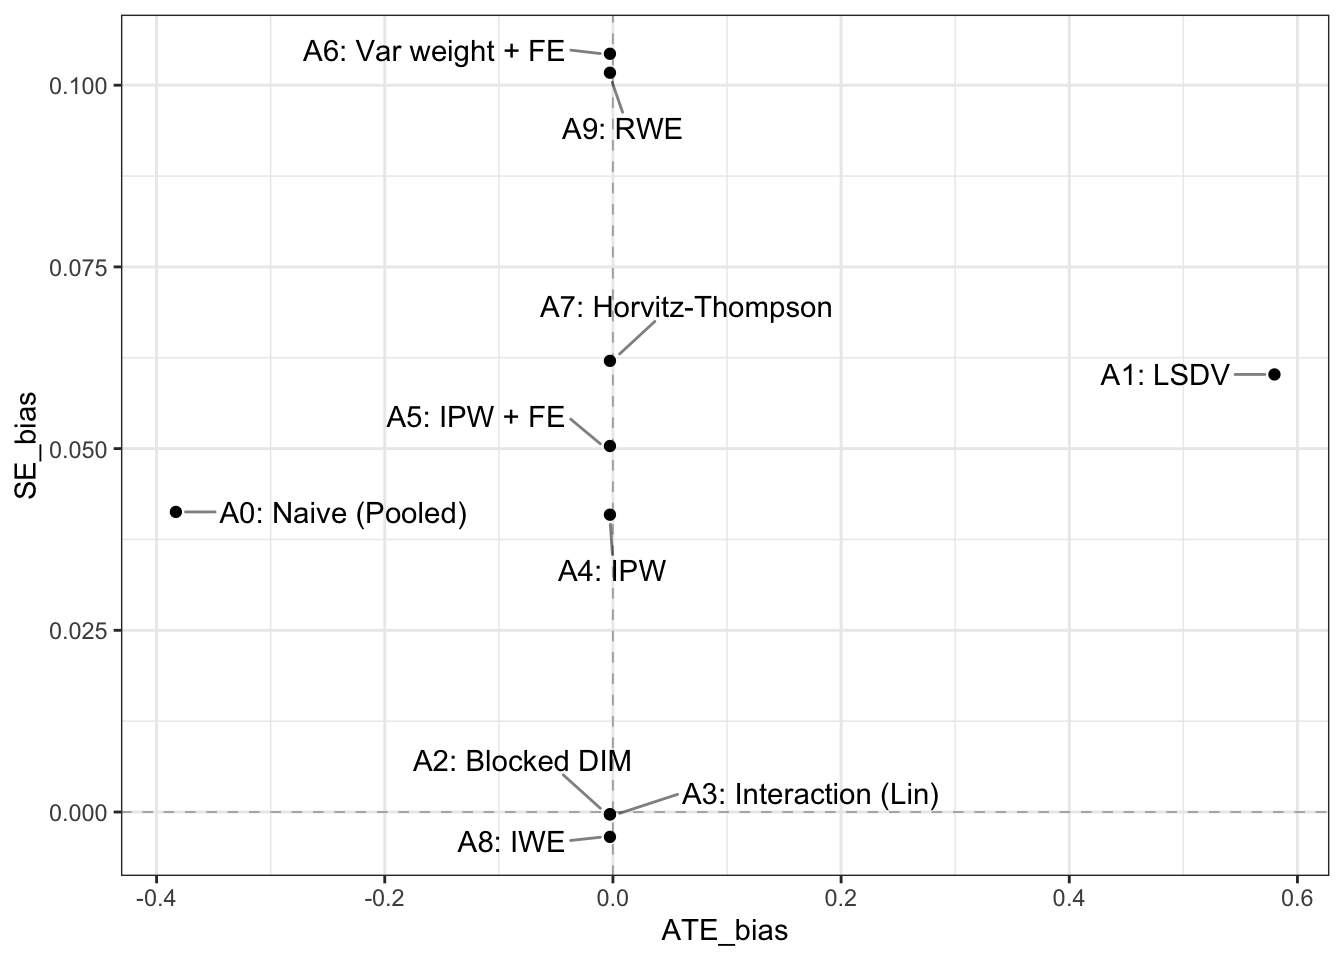 A6: Var weight + FE
0.100
A9: RWE
0.075
A7: Horvitz-Thompson
A1: LSDV
A5: IPW + FE
SE_bias
0.050
A0: Naive (Pooled)
A4: IPW
0.025
A2: Blocked DIM
A3: Interaction (Lin)
0.000
A8: IWE
-0.4 -0.2 0.0 0.2 0.4 0.6
ATE_bias